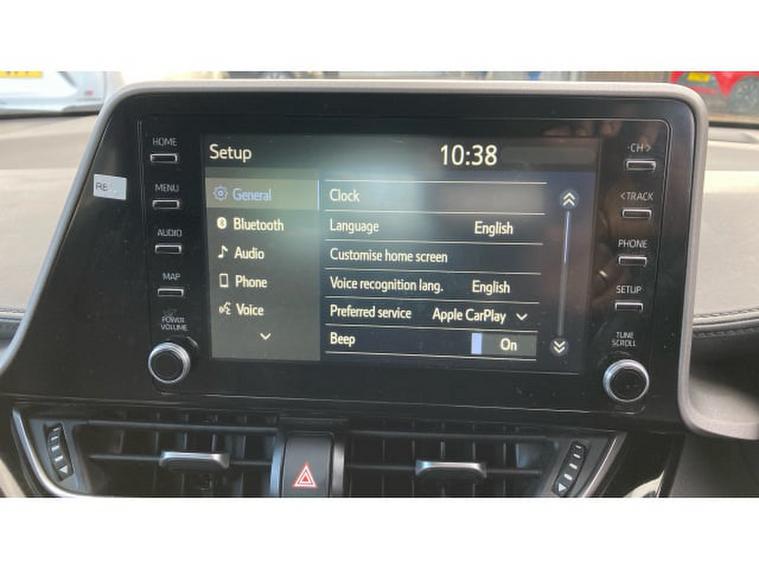 HOME
MENU
AUDIO
MAP
POWER
VOLUME
Setup 10:38
General
Bluetooth
Audio
Phone
Voice
Clock
Language English
Customise home screen
Voice recognition lang. English
Preferred service Apple CarPlay
Beep On
CH >
< TRACK
PHONE
SETUP
TUNE
SCROLL